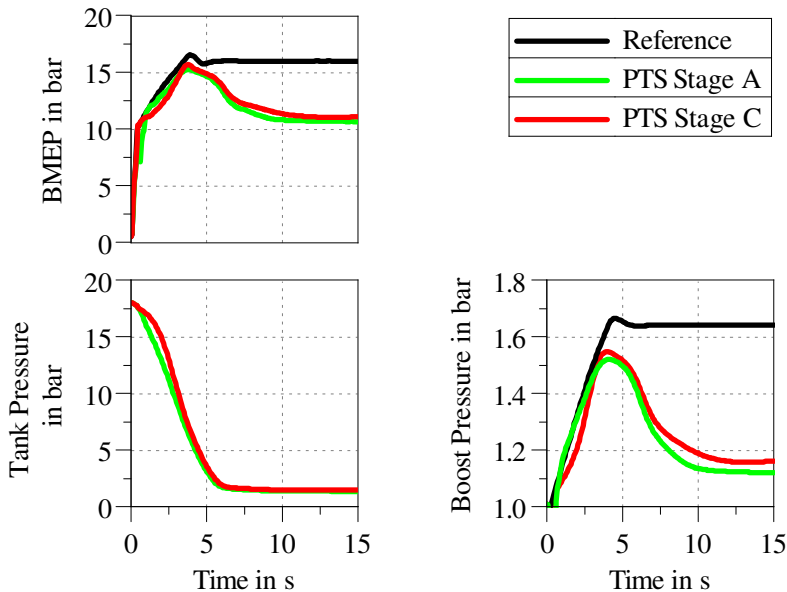 20
15
10
5
0
BMEP in bar
Reference
PTS Stage A
PTS Stage C
20
15
10
5
0
Tank Pressure
in bar
0 5 10 15
Time in s
1.8
1.6
1.4
1.2
1.0
Boost Pressure in bar
0 5 10 15
Time in s